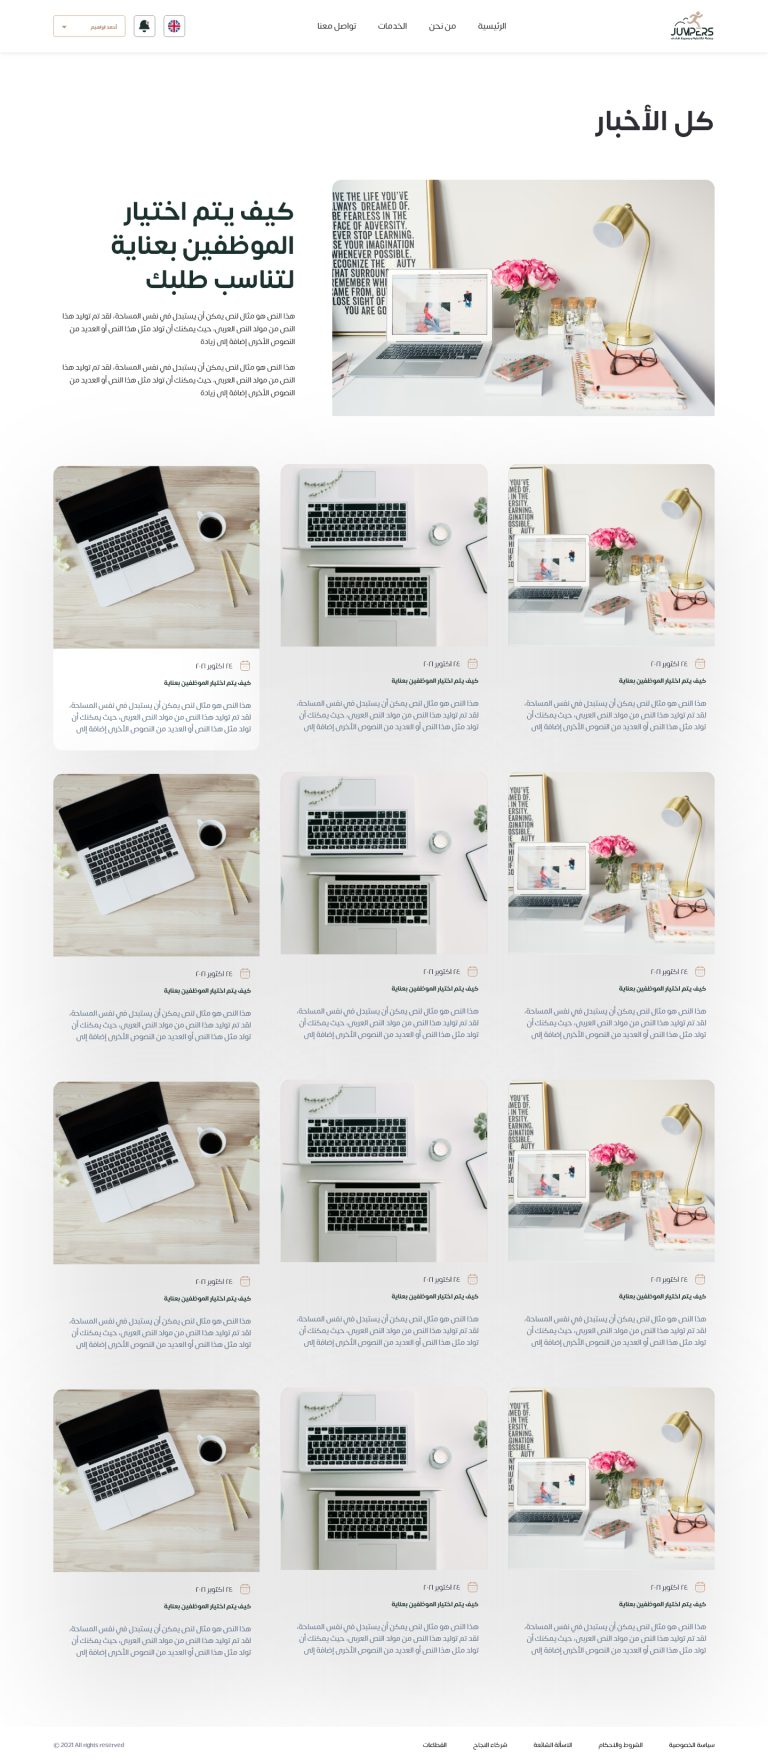 JUMPERS
الرئيسية
من نحن
الخدمات
تواصل معنا
أحمد ابراهيم
كل الأخبار
كيف يتم اختيار
الموظفين بعناية
لتناسب طلبك
هذا النص هو مثال لنص يمكن أن يستبدل في نفس المساحة، لقد تم توليد هذا
النص من مولد النص العربى، حيث يمكنك أن تولد مثل هذا النص أو العديد من
النصوص الأخرى إضافة إلى زيادة
هذا النص هو مثال لنص يمكن أن يستبدل في نفس المساحة، لقد تم توليد هذا
النص من مولد النص العربى، حيث يمكنك أن تولد مثل هذا النص أو العديد من
النصوص الأخرى إضافة إلى زيادة
٢٤ اكتوبر ٢٠٢١
كيف يتم اختيار الموظفين بعناية
هذا النص هو مثال لنص يمكن أن يستبدل في نفس المساحة،
لقد تم توليد هذا النص من مولد النص العربى، حيث يمكنك أن
تولد مثل هذا النص أو العديد من النصوص الأخرى إضافة إلى
٢٤ اكتوبر ٢٠٢١
كيف يتم اختيار الموظفين بعناية
هذا النص هو مثال لنص يمكن أن يستبدل في نفس المساحة،
لقد تم توليد هذا النص من مولد النص العربى، حيث يمكنك أن
تولد مثل هذا النص أو العديد من النصوص الأخرى إضافة إلى
٢٤ اكتوبر ٢٠٢١
كيف يتم اختيار الموظفين بعناية
هذا النص هو مثال لنص يمكن أن يستبدل في نفس المساحة،
لقد تم توليد هذا النص من مولد النص العربى، حيث يمكنك أن
تولد مثل هذا النص أو العديد من النصوص الأخرى إضافة إلى
٢٤ اكتوبر ٢٠٢١
كيف يتم اختيار الموظفين بعناية
هذا النص هو مثال لنص يمكن أن يستبدل في نفس المساحة،
لقد تم توليد هذا النص من مولد النص العربى، حيث يمكنك أن
تولد مثل هذا النص أو العديد من النصوص الأخرى إضافة إلى
٢٤ اكتوبر ٢٠٢١
كيف يتم اختيار الموظفين بعناية
هذا النص هو مثال لنص يمكن أن يستبدل في نفس المساحة،
لقد تم توليد هذا النص من مولد النص العربى، حيث يمكنك أن
تولد مثل هذا النص أو العديد من النصوص الأخرى إضافة إلى
٢٤ اكتوبر ٢٠٢١
كيف يتم اختيار الموظفين بعناية
هذا النص هو مثال لنص يمكن أن يستبدل في نفس المساحة،
لقد تم توليد هذا النص من مولد النص العربى، حيث يمكنك أن
تولد مثل هذا النص أو العديد من النصوص الأخرى إضافة إلى
٢٤ اكتوبر ٢٠٢١
كيف يتم اختيار الموظفين بعناية
هذا النص هو مثال لنص يمكن أن يستبدل في نفس المساحة،
لقد تم توليد هذا النص من مولد النص العربى، حيث يمكنك أن
تولد مثل هذا النص أو العديد من النصوص الأخرى إضافة إلى
٢٤ اكتوبر ٢٠٢١
كيف يتم اختيار الموظفين بعناية
هذا النص هو مثال لنص يمكن أن يستبدل في نفس المساحة،
لقد تم توليد هذا النص من مولد النص العربى، حيث يمكنك أن
تولد مثل هذا النص أو العديد من النصوص الأخرى إضافة إلى
٢٤ اكتوبر ٢٠٢١
كيف يتم اختيار الموظفين بعناية
هذا النص هو مثال لنص يمكن أن يستبدل في نفس المساحة،
لقد تم توليد هذا النص من مولد النص العربى، حيث يمكنك أن
تولد مثل هذا النص أو العديد من النصوص الأخرى إضافة إلى
٢٤ اكتوبر ٢٠٢١
كيف يتم اختيار الموظفين بعناية
هذا النص هو مثال لنص يمكن أن يستبدل في نفس المساحة،
لقد تم توليد هذا النص من مولد النص العربى، حيث يمكنك أن
تولد مثل هذا النص أو العديد من النصوص الأخرى إضافة إلى
٢٤ اكتوبر ٢٠٢١
كيف يتم اختيار الموظفين بعناية
هذا النص هو مثال لنص يمكن أن يستبدل في نفس المساحة،
لقد تم توليد هذا النص من مولد النص العربى، حيث يمكنك أن
تولد مثل هذا النص أو العديد من النصوص الأخرى إضافة إلى
٢٤ اكتوبر ٢٠٢١
كيف يتم اختيار الموظفين بعناية
هذا النص هو مثال لنص يمكن أن يستبدل في نفس المساحة،
لقد تم توليد هذا النص من مولد النص العربى، حيث يمكنك أن
تولد مثل هذا النص أو العديد من النصوص الأخرى إضافة إلى
سياسة الخصوصية
الشروط والاحكام
الاسألة الشائعة
شركاء النجاح
القطاعات
© 2021 All rights reserved